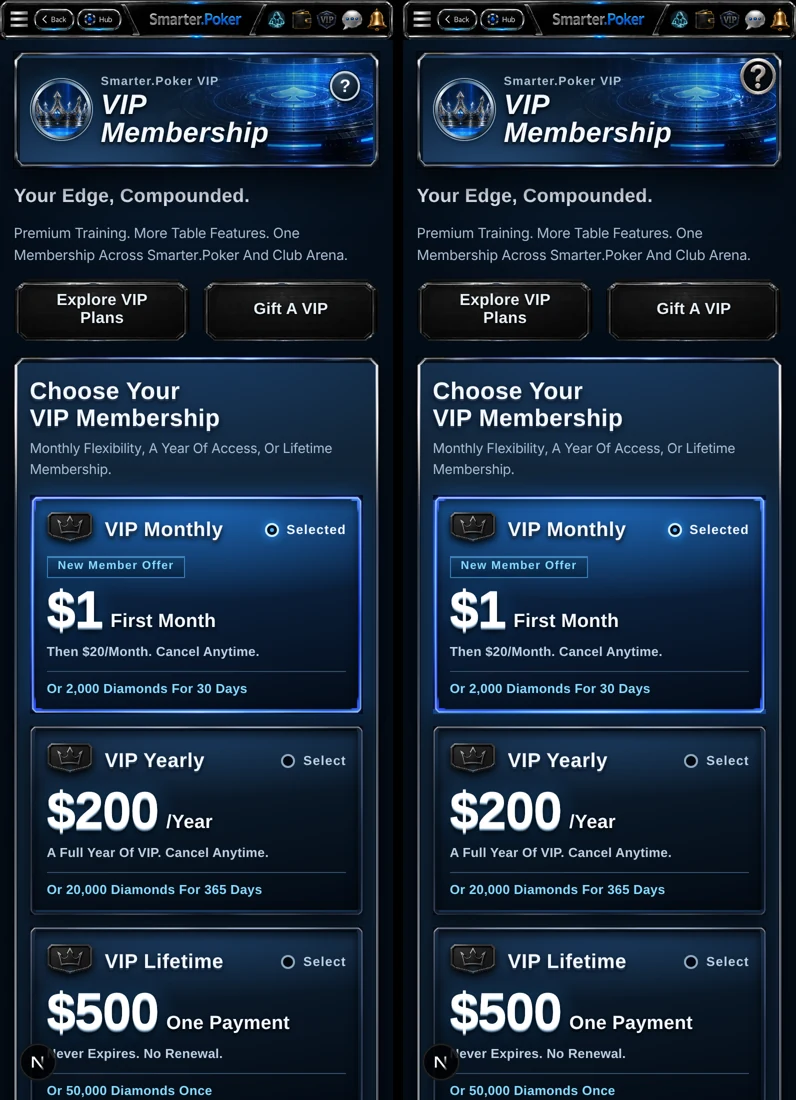 Back
Hub
Smarter.Poker
VIP
Smarter.Poker VIP
VIP
Membership
?
Your Edge, Compounded.
Premium Training. More Table Features. One
Membership Across Smarter.Poker And Club Arena.
Explore VIP
Plans
Gift A VIP
Choose Your
VIP Membership
Monthly Flexibility, A Year Of Access, Or Lifetime
Membership.
VIP Monthly
Selected
New Member Offer
$1 First Month
Then $20/Month. Cancel Anytime.
Or 2,000 Diamonds For 30 Days
VIP Yearly
Select
$200 /Year
A Full Year Of VIP. Cancel Anytime.
Or 20,000 Diamonds For 365 Days
VIP Lifetime
Select
$500 One Payment
N
Never Expires. No Renewal.
Or 50,000 Diamonds Once
Back
Hub
Smarter.Poker
VIP
Smarter.Poker VIP
VIP
Membership
?
Your Edge, Compounded.
Premium Training. More Table Features. One
Membership Across Smarter.Poker And Club Arena.
Explore VIP
Plans
Gift A VIP
Choose Your
VIP Membership
Monthly Flexibility, A Year Of Access, Or Lifetime
Membership.
VIP Monthly
Selected
New Member Offer
$1 First Month
Then $20/Month. Cancel Anytime.
Or 2,000 Diamonds For 30 Days
VIP Yearly
Select
$200 /Year
A Full Year Of VIP. Cancel Anytime.
Or 20,000 Diamonds For 365 Days
VIP Lifetime
Select
$500 One Payment
N
Never Expires. No Renewal.
Or 50,000 Diamonds Once